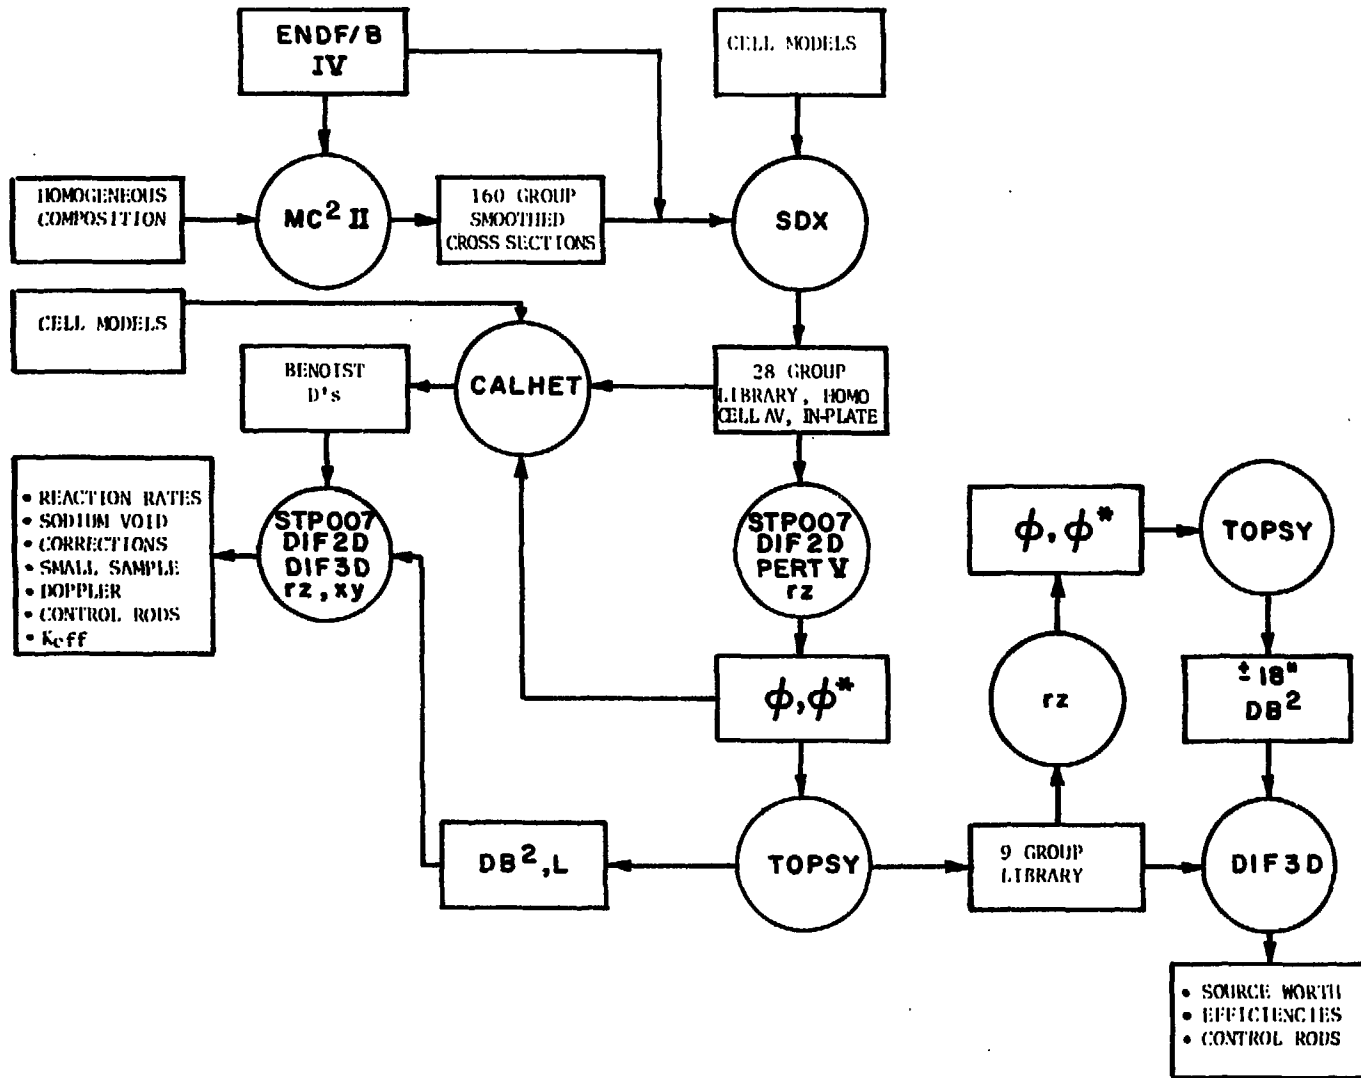 ENDF/B
IV
CELL MODELS
HOMOGENEOUS
COMPOSITION
MC² II
160 GROUP
SMOOTHED
CROSS SECTIONS
SDX
CELL MODELS
BENOIST
D's
CALHET
28 GROUP
LIBRARY, HOMO
CELL AV, IN-PLATE
• REACTION RATES
• SODIUM VOID
• CORRECTIONS
• SMALL SAMPLE
• DOPPLER
• CONTROL RODS
• Keff
STP007
DIF2D
DIF3D
rz, xy
STP007
DIF2D
PERT V
rz
ϕ, ϕ*
TOPSY
ϕ, ϕ*
rz
±18"
DB²
DB², L
TOPSY
9 GROUP
LIBRARY
DIF3D
• SOURCE WORTH
• EFFICIENCIES
• CONTROL RODS